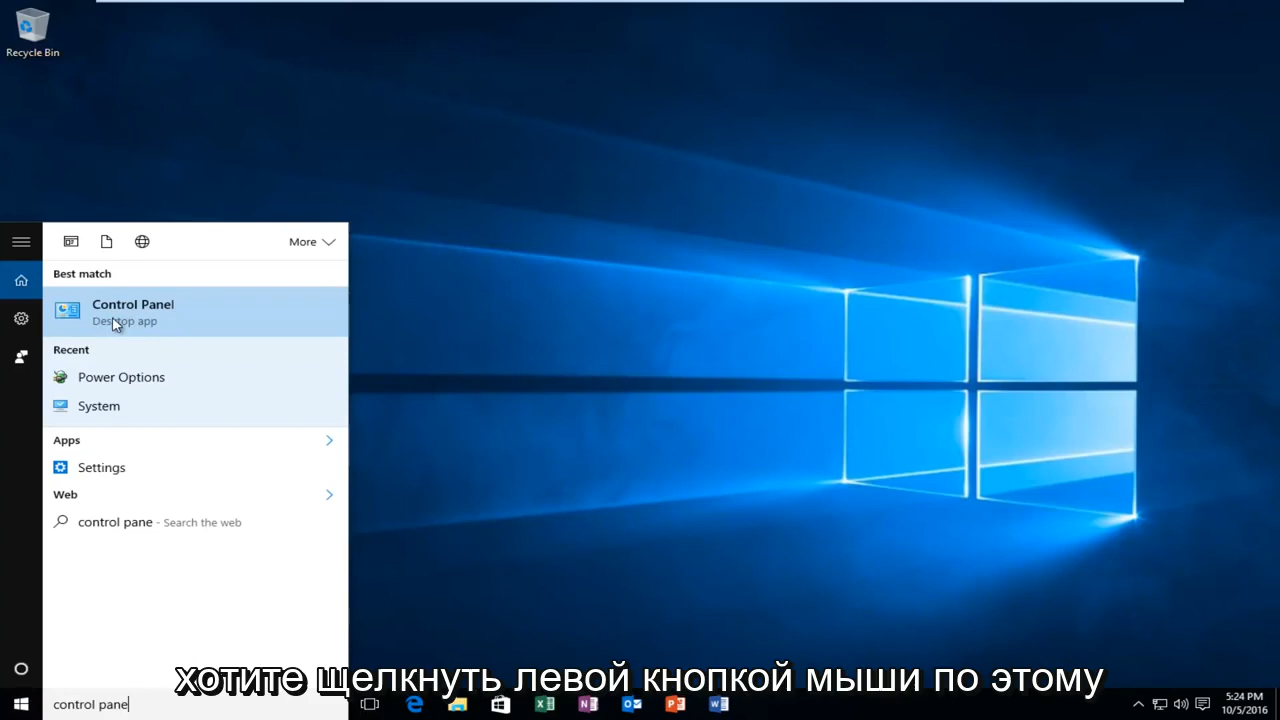 Recycle Bin
More
Best match
Control Panel
Desktop app
Recent
Power Options
System
Apps
Settings
Web
control pane - Search the web
хотите щелкнуть левой кнопкой мыши по этому
control pane
5:24 PM
10/5/2016